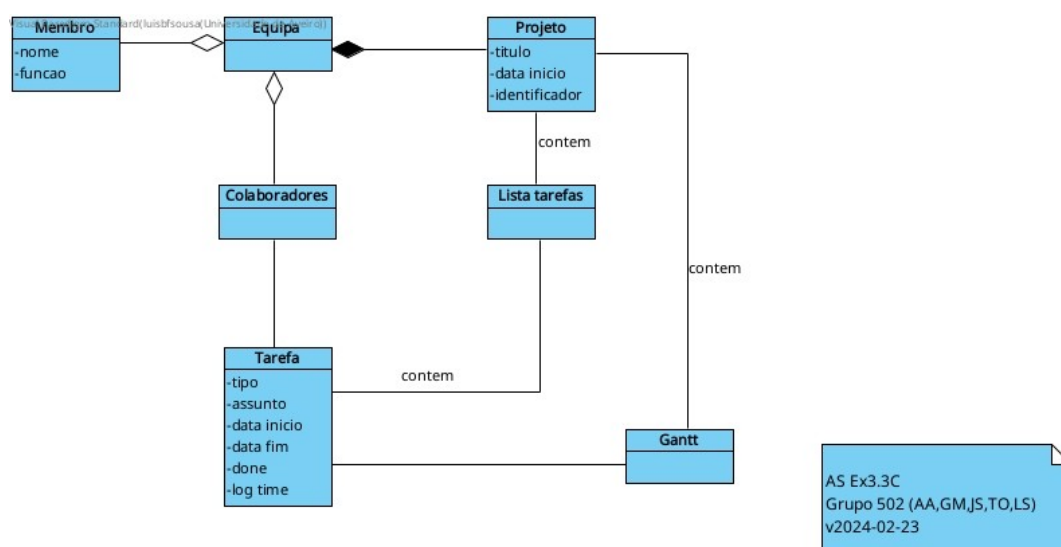 Membro
-nome
-funcao
Equipa
Projeto
-titulo
-data inicio
-identificador
contem
Colaboradores
Lista tarefas
contem
Tarefa
-tipo
-assunto
-data inicio
-data fim
-done
-log time
contem
Gantt
AS Ex3.3C
Grupo 502 (AA,GM,JS,TO,LS)
v2024-02-23